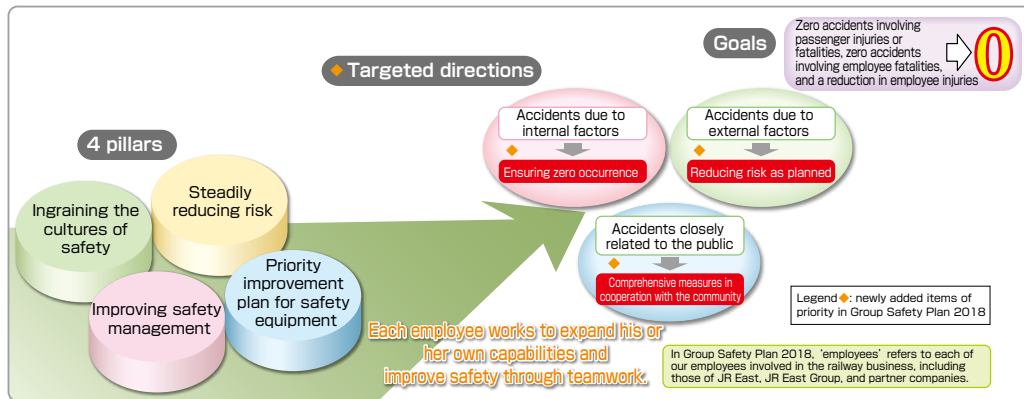 Goals
Zero accidents involving
passenger injuries or
fatalities, zero accidents
involving employee fatalities,
and a reduction in employee injuries
0
◆ Targeted directions
Accidents due to
internal factors
◆
Ensuring zero occurrence
Accidents due to
external factors
◆
Reducing risk as planned
4 pillars
Steadily
reducing risk
Ingraining the
cultures of
safety
Priority
improvement
plan for safety
equipment
Improving safety
management
Accidents closely
related to the public
◆
Comprehensive measures in
cooperation with the community
Each employee works to expand his or
her own capabilities and
improve safety through teamwork.
Legend ◆: newly added items of
priority in Group Safety Plan 2018
In Group Safety Plan 2018, 'employees' refers to each of
our employees involved in the railway business, including
those of JR East, JR East Group, and partner companies.